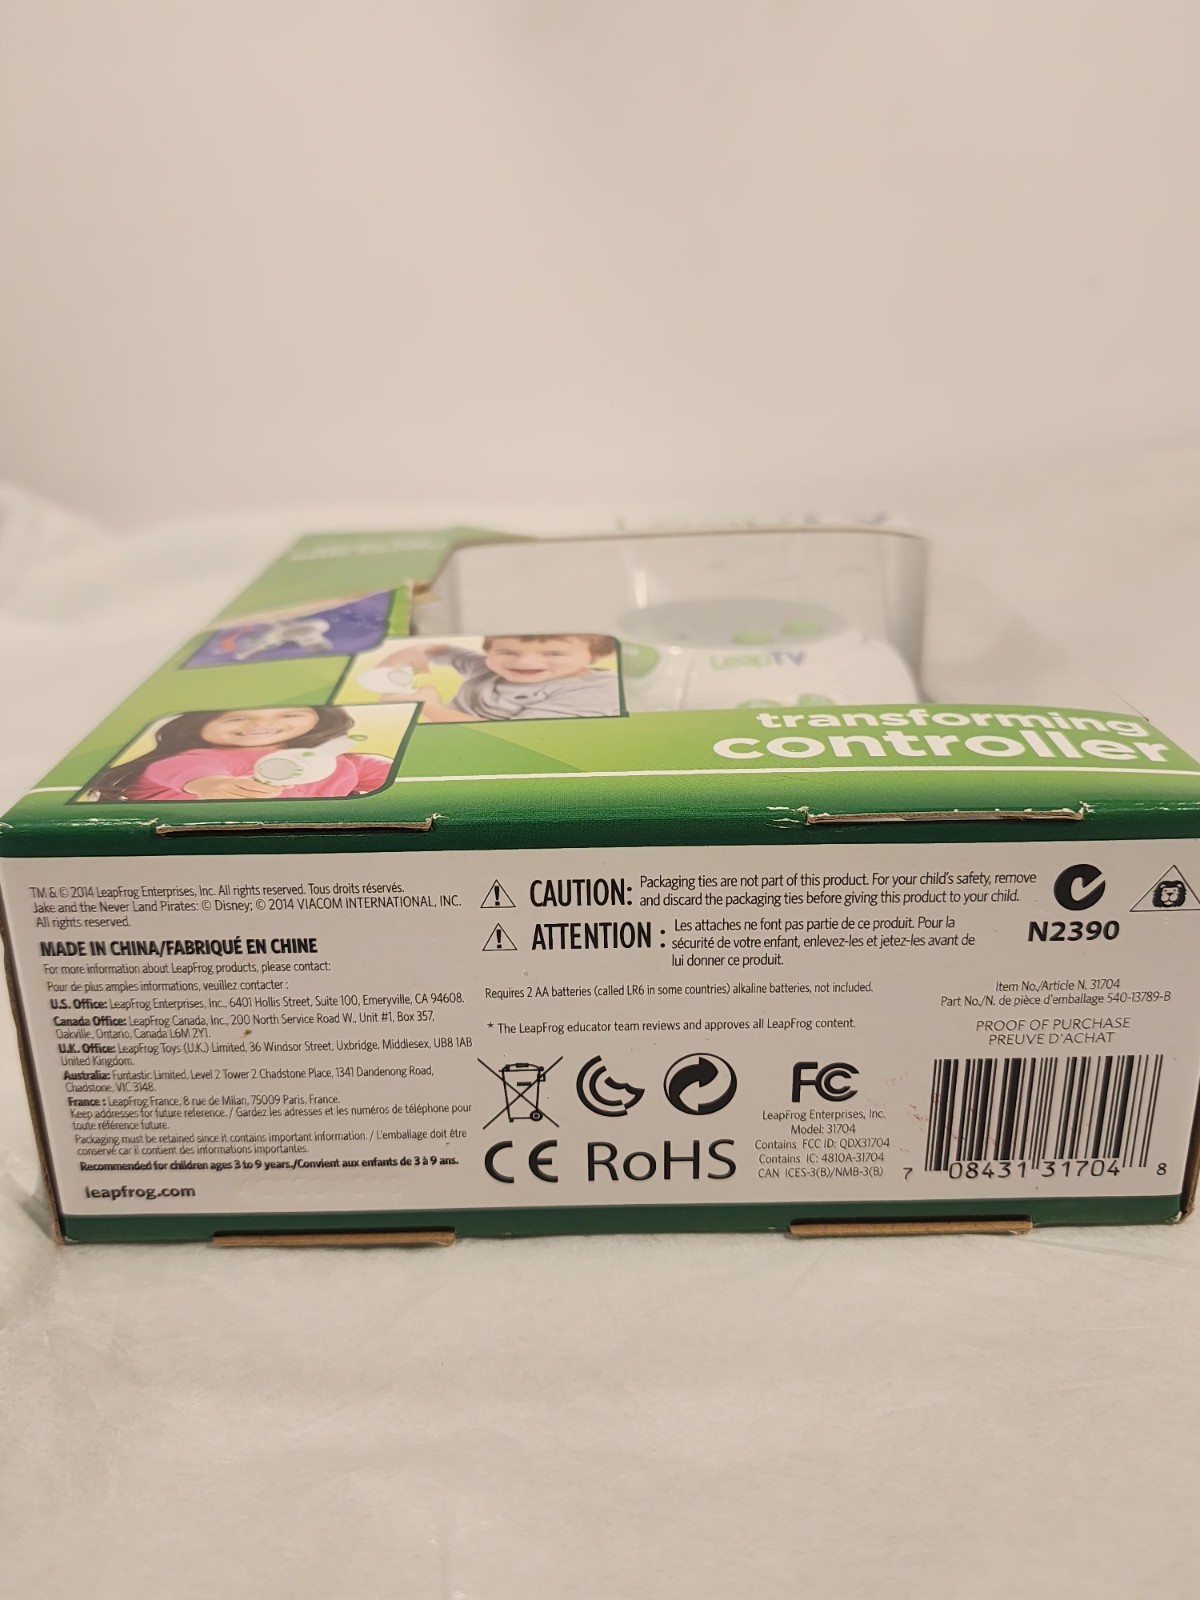 LeapTV
transforming
controller
TM & © 2014 LeapFrog Enterprises, Inc. All rights reserved. Tous droits réservés.
Jake and the Never Land Pirates: © Disney; © 2014 VIACOM INTERNATIONAL, INC.
All rights reserved.
MADE IN CHINA/FABRIQUÉ EN CHINE
For more information about LeapFrog products, please contact:
Pour de plus amples informations, veuillez contacter :
U.S. Office: LeapFrog Enterprises, Inc., 6401 Hollis Street, Suite 100, Emeryville, CA 94608.
Canada Office: LeapFrog Canada, Inc., 200 North Service Road W., Unit #1, Box 357,
Oakville, Ontario, Canada L6M 2Y1.
U.K. Office: LeapFrog Toys (U.K.) Limited, 36 Windsor Street, Uxbridge, Middlesex, UB8 1AB
United Kingdom.
Australia: Funtastic Limited, Level 2 Tower 2 Chadstone Place, 1341 Dandenong Road,
Chadstone, VIC 3148.
France : LeapFrog France, 8 rue de Milan, 75009 Paris, France.
Keep addresses for future reference. / Gardez les adresses et les numéros de téléphone pour
toute référence future.
Packaging must be retained since it contains important information. / L'emballage doit être
conservé car il contient des informations importantes.
Recommended for children ages 3 to 9 years./Convient aux enfants de 3 à 9 ans.
leapfrog.com
CAUTION: Packaging ties are not part of this product. For your child's safety, remove
and discard the packaging ties before giving this product to your child.
ATTENTION : Les attaches ne font pas partie de ce produit. Pour la
sécurité de votre enfant, enlevez-les et jetez-les avant de
lui donner ce produit.
Requires 2 AA batteries (called LR6 in some countries) alkaline batteries, not included.
* The LeapFrog educator team reviews and approves all LeapFrog content.
CE RoHS
FC
LeapFrog Enterprises, Inc.
Model: 31704
Contains FCC ID: QDX31704
Contains IC: 4810A-31704
CAN ICES-3(B)/NMB-3(B)
N2390
Item No./Article N. 31704
Part No./N. de pièce d'emballage 540-13789-B
PROOF OF PURCHASE
PREUVE D'ACHAT
7 08431 31704 8